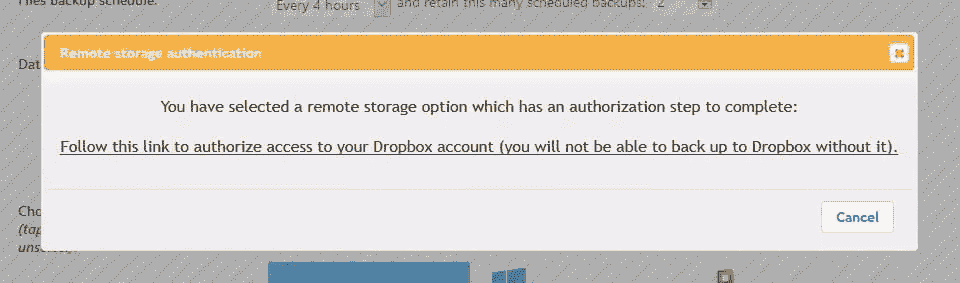 Files backup schedule:
Every 4 hours and retain this many scheduled backups: 2
Dat
Remote storage authentication
You have selected a remote storage option which has an authorization step to complete:
Follow this link to authorize access to your Dropbox account (you will not be able to back up to Dropbox without it).
Cho
(tap
Cancel